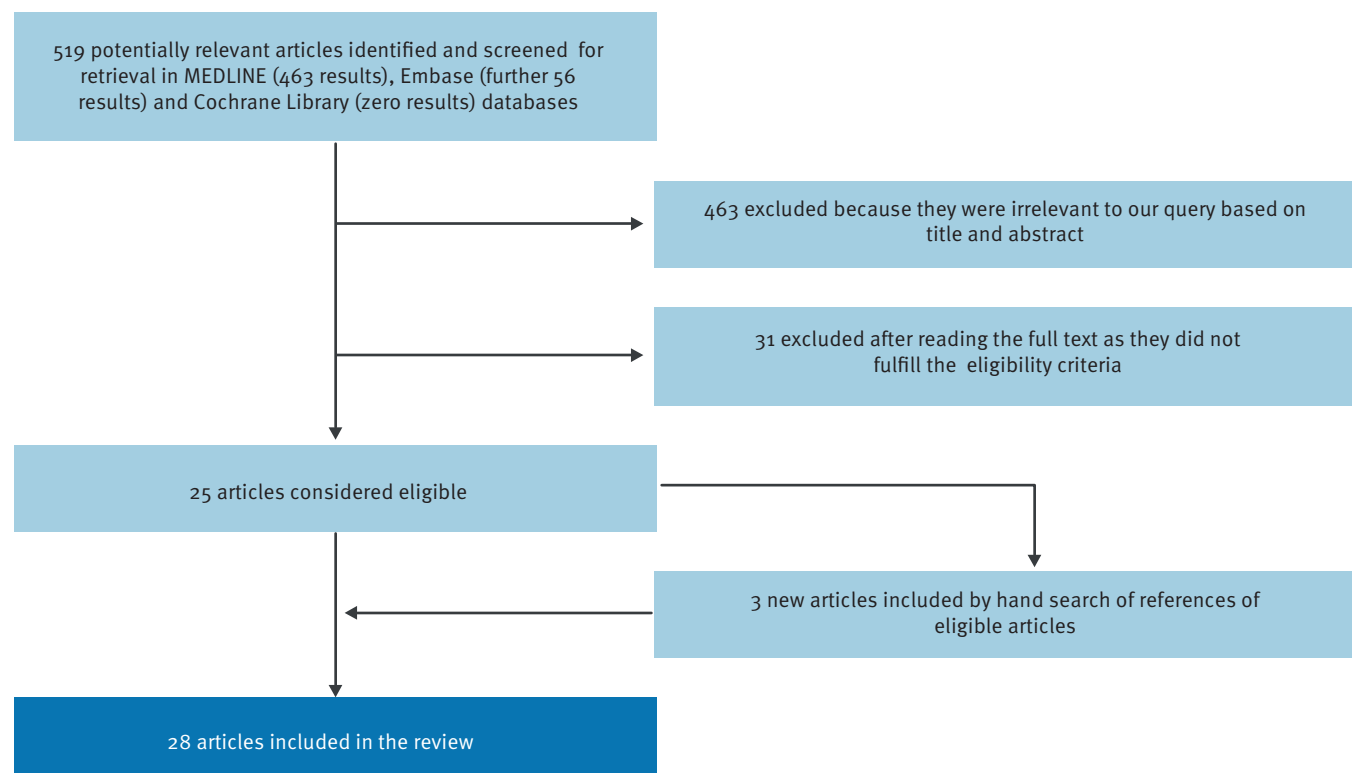 519 potentially relevant articles identified and screened for
retrieval in MEDLINE (463 results), Embase (further 56
results) and Cochrane Library (zero results) databases
463 excluded because they were irrelevant to our query based on
title and abstract
31 excluded after reading the full text as they did not
fulfill the eligibility criteria
25 articles considered eligible
3 new articles included by hand search of references of
eligible articles
28 articles included in the review